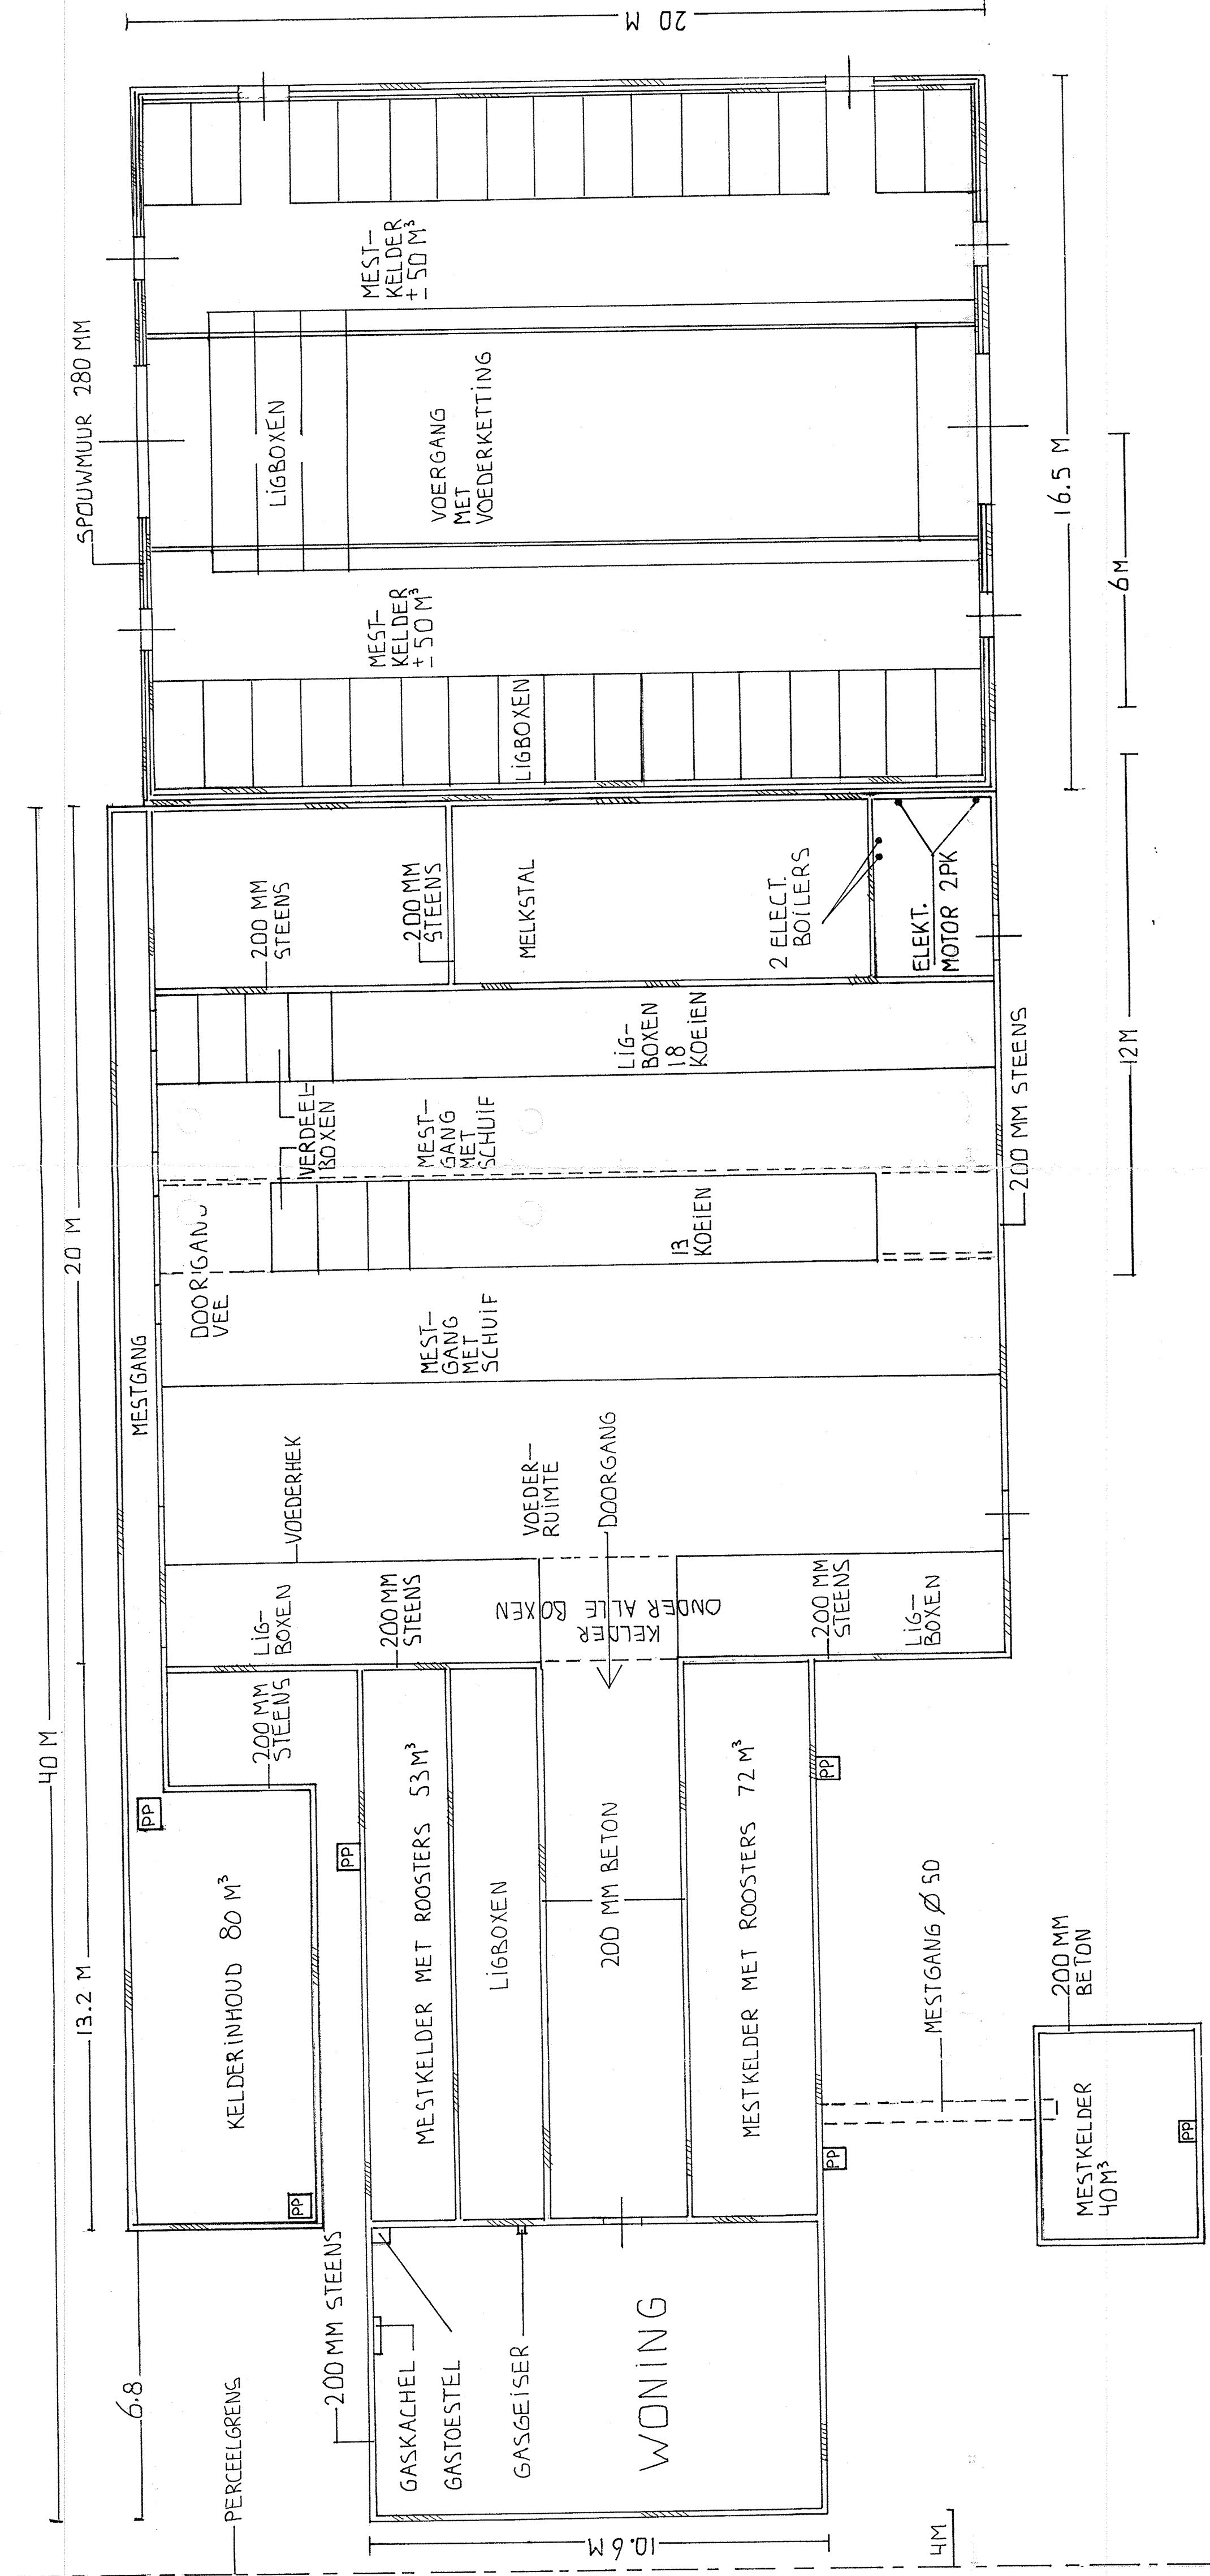 20 M
SPOUWMUUR 280 MM
MEST-
KELDER
± 50 M³
LIGBOXEN
VOERGANG
MET
VOEDERKETTING
MEST-
KELDER
± 50 M³
LIGBOXEN
16.5 M
6M
12M
40 M
20 M
13.2 M
6.8
MESTGANG
200 MM
STEENS
200 MM
STEENS
MELKSTAL
2 ELECT.
BOILERS
ELEKT.
MOTOR 2PK
LIG-
BOXEN
18
KOEIEN
VERDEEL-
BOXEN
MEST-
GANG
MET
SCHUIF
200 MM STEENS
DOORGANG
VEE
13
KOEIEN
MEST-
GANG
MET
SCHUIF
VOEDERHEK
VOEDER-
RUIMTE
DOORGANG
LIG-
BOXEN
200 MM
STEENS
KELDER
ONDER ALLE BOXEN
200 MM
STEENS
LIG-
BOXEN
200 MM
STEENS
PP
KELDERINHOUD 80 M³
PP
PP
MESTKELDER MET ROOSTERS 53 M³
LIGBOXEN
200 MM BETON
MESTKELDER MET ROOSTERS 72 M³
PP
PP
MESTGANG Ø 50
200 MM
BETON
MESTKELDER
40M³
PP
200 MM STEENS
GASKACHEL
GASTOESTEL
GASGEISER
WONING
PERCEELGRENS
10.6 M
4M